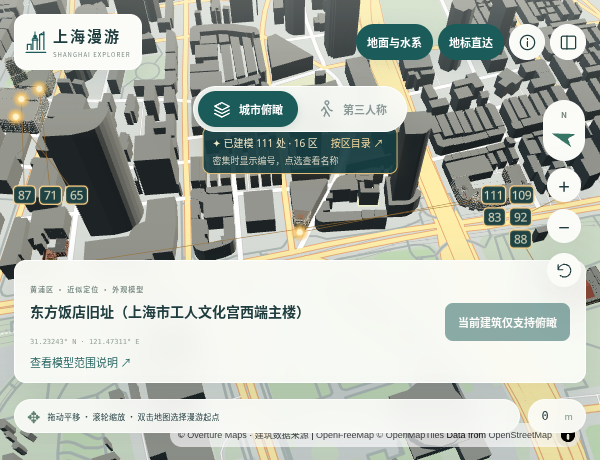 上海漫游
SHANGHAI EXPLORER
地面与水系
地标直达
城市俯瞰
第三人称
N
✦ 已建模 111 处 · 16 区 按区目录 ↗
密集时显示编号，点选查看名称
87 71 65
111 109
83 92
88
+
−
黄浦区 · 近似定位 · 外观模型
东方饭店旧址（上海市工人文化宫西端主楼）
当前建筑仅支持俯瞰
31.23243° N · 121.47311° E
查看模型范围说明 ↗
拖动平移 · 滚轮缩放 · 双击地图选择漫游起点
0 m
© Overture Maps · 建筑数据来源 | OpenFreeMap © OpenMapTiles Data from OpenStreetMap